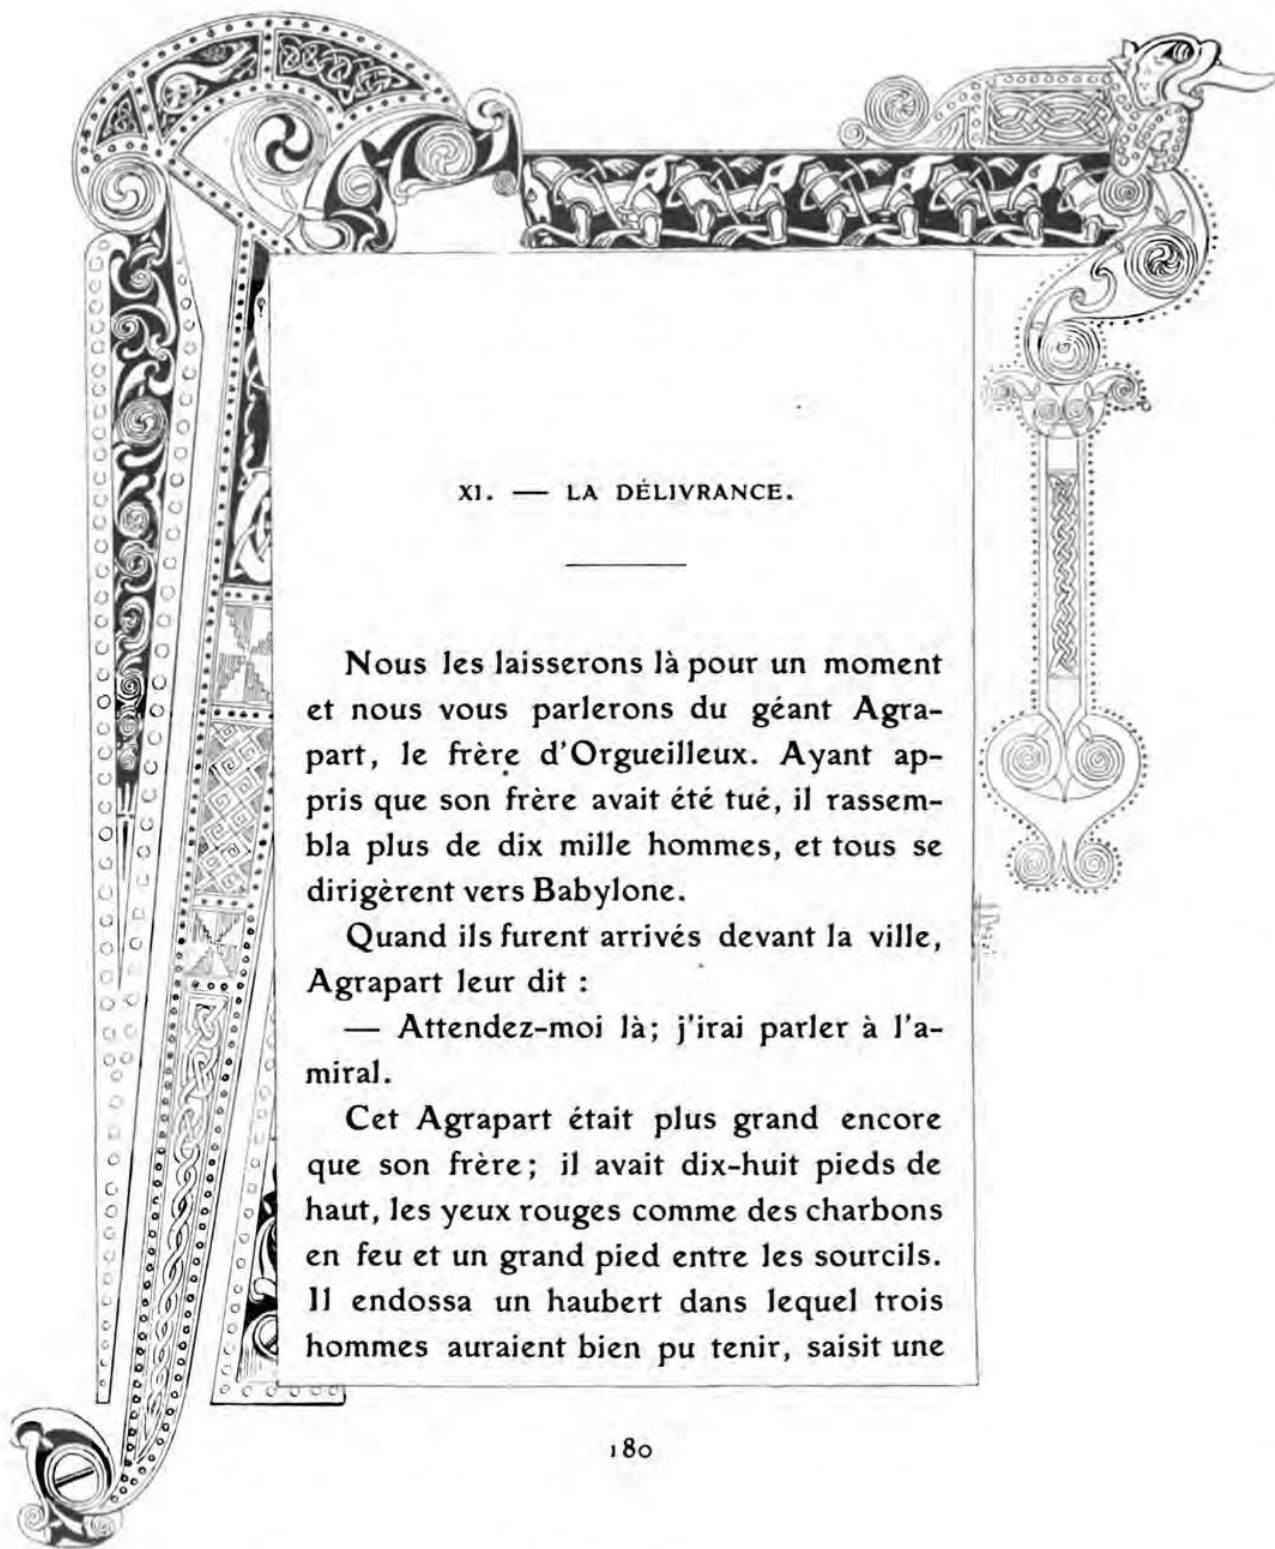 XI. — LA DÉLIVRANCE.
Nous les laisserons là pour un moment
et nous vous parlerons du géant Agra-
part, le frère d'Orgueilleux. Ayant ap-
pris que son frère avait été tué, il rassem-
bla plus de dix mille hommes, et tous se
dirigèrent vers Babylone.
Quand ils furent arrivés devant la ville,
Agrapart leur dit :
— Attendez-moi là; j'irai parler à l'a-
miral.
Cet Agrapart était plus grand encore
que son frère; il avait dix-huit pieds de
haut, les yeux rouges comme des charbons
en feu et un grand pied entre les sourcils.
Il endossa un haubert dans lequel trois
hommes auraient bien pu tenir, saisit une
180